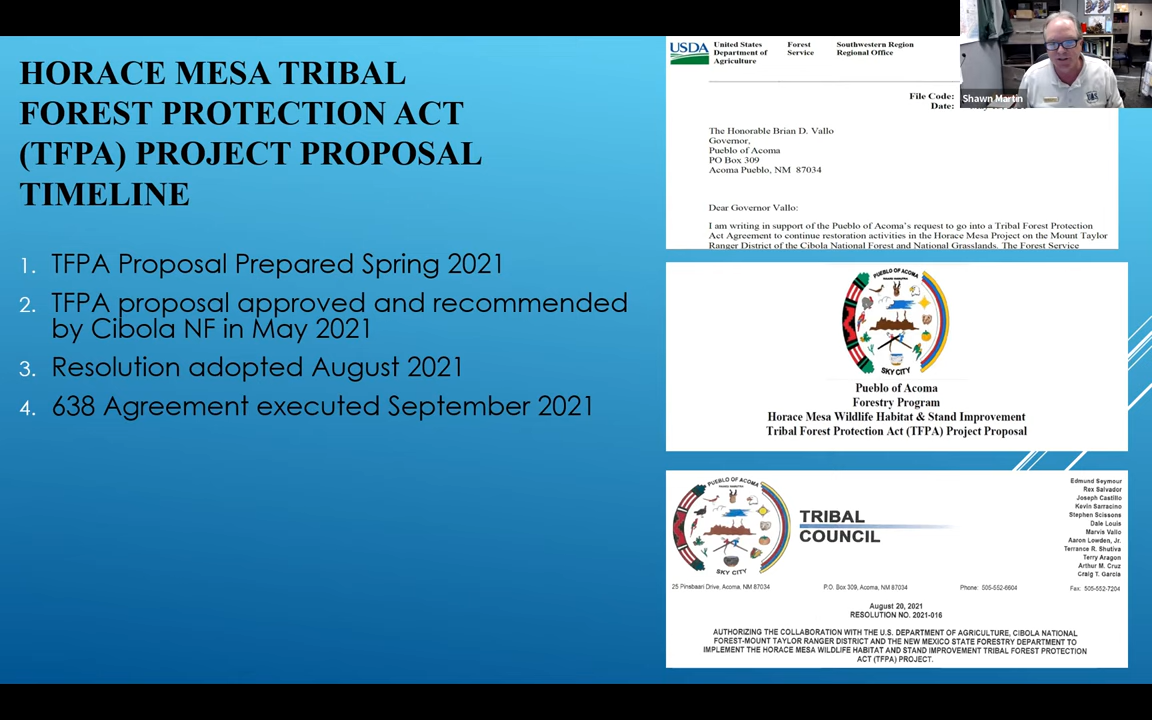 HORACE MESA TRIBAL
FOREST PROTECTION ACT
(TFPA) PROJECT PROPOSAL
TIMELINE
1. TFPA Proposal Prepared Spring 2021
2. TFPA proposal approved and recommended
by Cibola NF in May 2021
3. Resolution adopted August 2021
4. 638 Agreement executed September 2021
USDA
United States
Department of
Agriculture
Forest
Service
Southwestern Region
Regional Office
File Code:
Date:
Shawn Martin
The Honorable Brian D. Vallo
Governor,
Pueblo of Acoma
PO Box 309
Acoma Pueblo, NM 87034
Dear Governor Vallo:
I am writing in support of the Pueblo of Acoma's request to go into a Tribal Forest Protection
Act Agreement to continue restoration activities in the Horace Mesa Project on the Mount Taylor
Ranger District of the Cibola National Forest and National Grasslands. The Forest Service
PUEBLO OF ACOMA
SKY CITY
Pueblo of Acoma
Forestry Program
Horace Mesa Wildlife Habitat & Stand Improvement
Tribal Forest Protection Act (TFPA) Project Proposal
PUEBLO OF ACOMA
SKY CITY
TRIBAL
COUNCIL
Edmund Seymour
Rex Salvador
Joseph Castillo
Kevin Sarracino
Stephen Scissons
Dale Louis
Marvis Vallo
Aaron Lowden, Jr.
Terrance R. Shutiva
Terry Aragon
Arthur M. Cruz
Craig T. Garcia
25 Pinsbaari Drive, Acoma, NM 87034
P.O. Box 309, Acoma, NM 87034
Phone: 505-552-6604
Fax: 505-552-7204
August 20, 2021
RESOLUTION NO. 2021-016
AUTHORIZING THE COLLABORATION WITH THE U.S. DEPARTMENT OF AGRICULTURE, CIBOLA NATIONAL
FOREST-MOUNT TAYLOR RANGER DISTRICT AND THE NEW MEXICO STATE FORESTRY DEPARTMENT TO
IMPLEMENT THE HORACE MESA WILDLIFE HABITAT AND STAND IMPROVEMENT TRIBAL FOREST PROTECTION
ACT (TFPA) PROJECT.